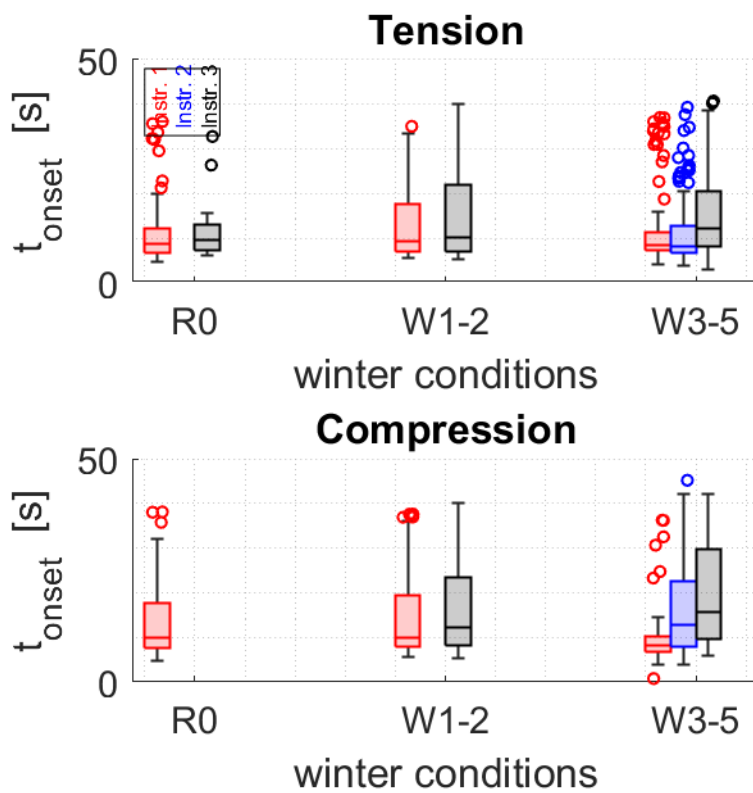 Tension
50
0
t_onset [s]
Instr. 1
Instr. 2
Instr. 3
R0
W1-2
W3-5
winter conditions
Compression
50
0
t_onset [s]
R0
W1-2
W3-5
winter conditions